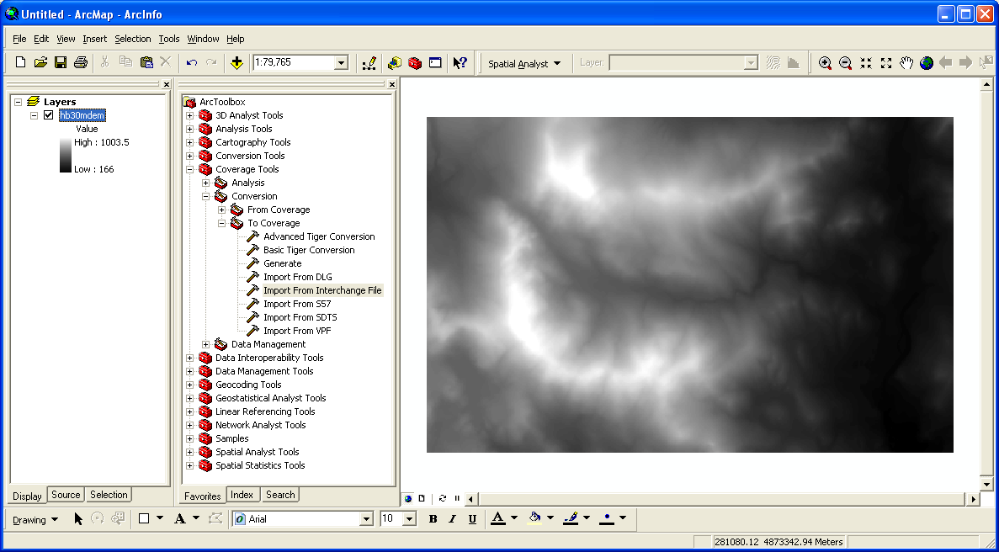 Untitled - ArcMap - ArcInfo
File Edit View Insert Selection Tools Window Help
1:79,765 Spatial Analyst Layer:
Layers
hb30mdem
Value
High : 1003.5
Low : 166
Display Source Selection
ArcToolbox
3D Analyst Tools
Analysis Tools
Cartography Tools
Conversion Tools
Coverage Tools
Analysis
Conversion
From Coverage
To Coverage
Advanced Tiger Conversion
Basic Tiger Conversion
Generate
Import From DLG
Import From Interchange File
Import From S57
Import From SDTS
Import From VPF
Data Management
Data Interoperability Tools
Data Management Tools
Geocoding Tools
Geostatistical Analyst Tools
Linear Referencing Tools
Network Analyst Tools
Samples
Spatial Analyst Tools
Spatial Statistics Tools
Favorites Index Search
Drawing A Arial 10 B I U A
281080.12 4873342.94 Meters